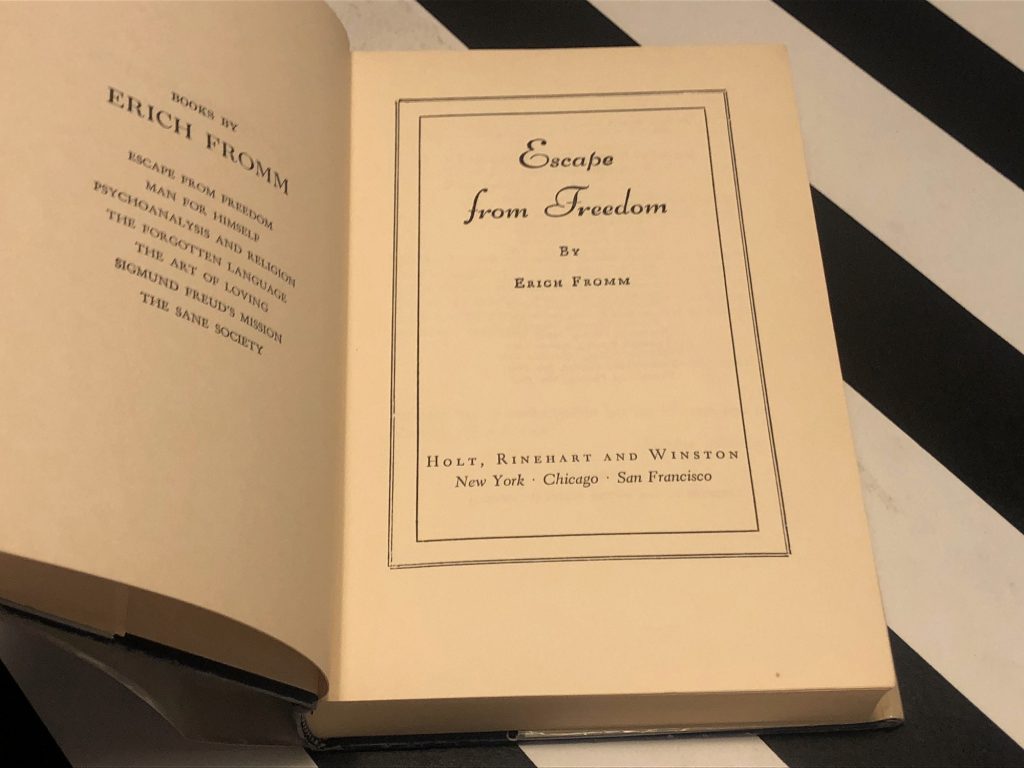 BOOKS BY
ERICH FROMM
ESCAPE FROM FREEDOM
MAN FOR HIMSELF
PSYCHOANALYSIS AND RELIGION
THE FORGOTTEN LANGUAGE
THE ART OF LOVING
SIGMUND FREUD'S MISSION
THE SANE SOCIETY
Escape
from Freedom
By
Erich Fromm
Holt, Rinehart and Winston
New York · Chicago · San Francisco